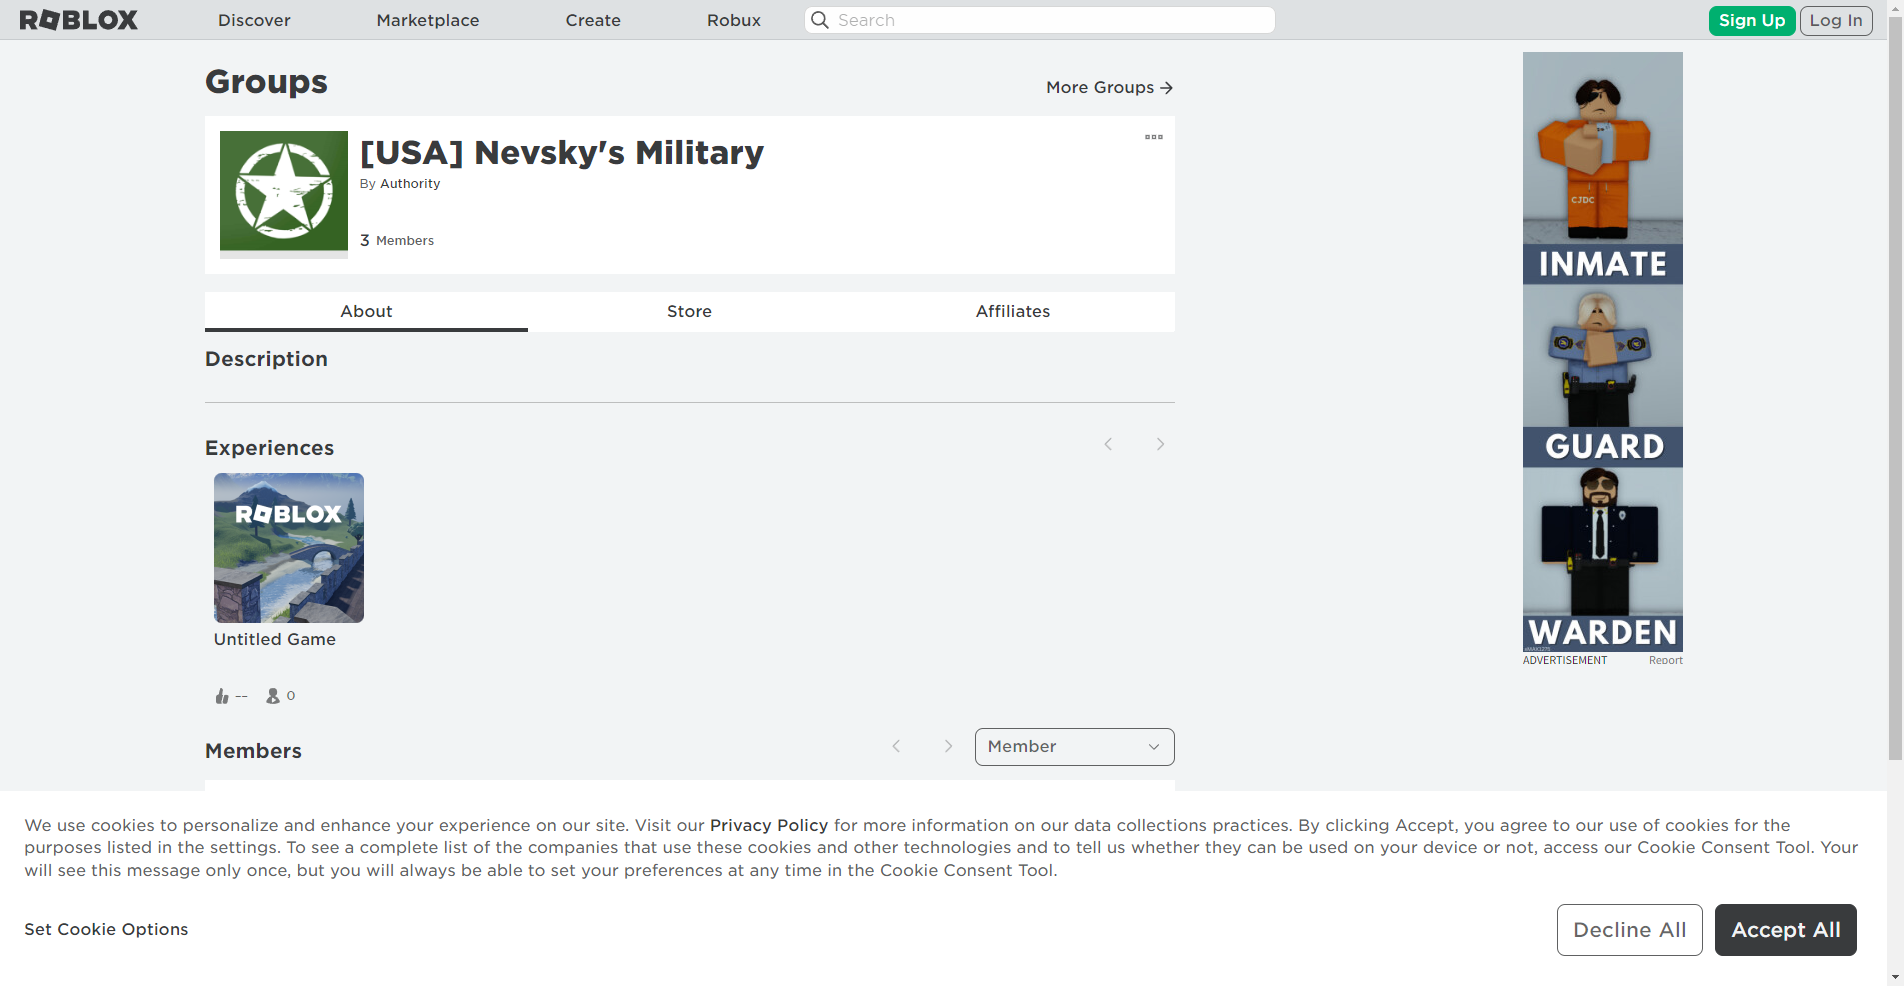 ROBLOX
Discover
Marketplace
Create
Robux
Search
Sign Up
Log In
Groups
More Groups
[USA] Nevsky's Military
By Authority
3 Members
About
Store
Affiliates
Description
Experiences
ROBLOX
Untitled Game
--
0
Members
Member
CJDC
INMATE
GUARD
WARDEN
ADVERTISEMENT
Report
We use cookies to personalize and enhance your experience on our site. Visit our Privacy Policy for more information on our data collections practices. By clicking Accept, you agree to our use of cookies for the
purposes listed in the settings. To see a complete list of the companies that use these cookies and other technologies and to tell us whether they can be used on your device or not, access our Cookie Consent Tool. Your
will see this message only once, but you will always be able to set your preferences at any time in the Cookie Consent Tool.
Set Cookie Options
Decline All
Accept All